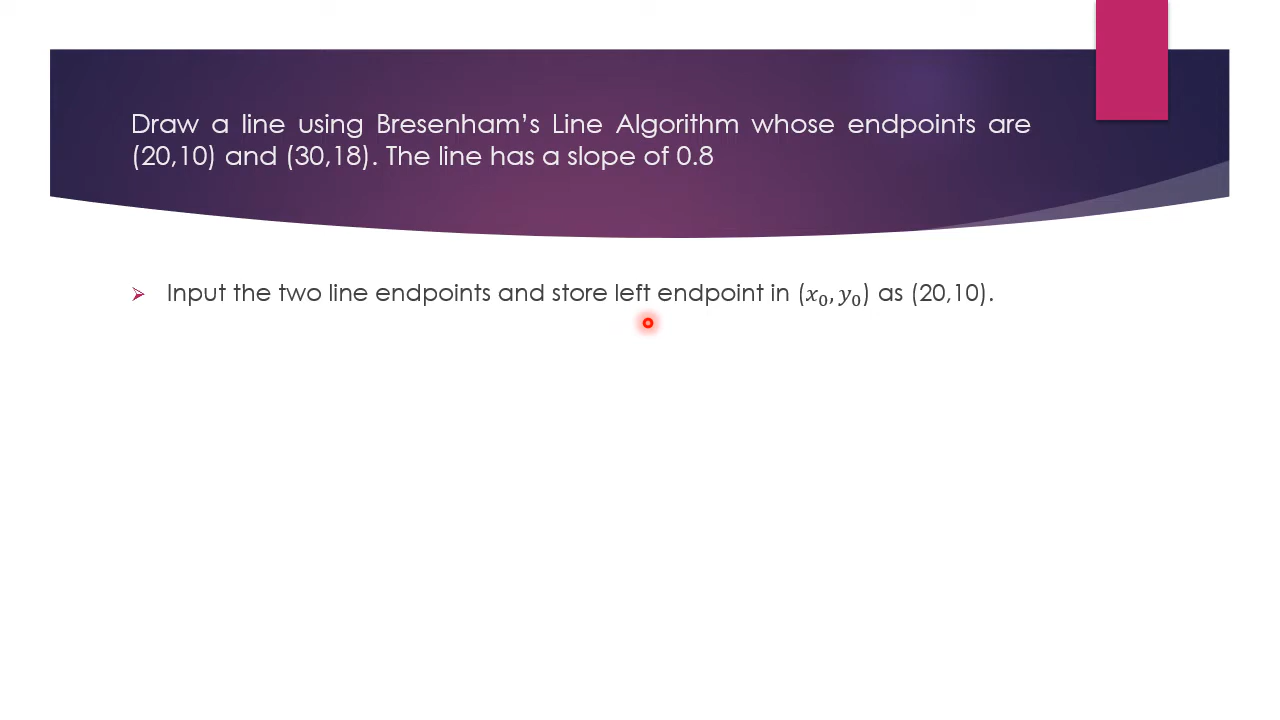 Draw a line using Bresenham’s Line Algorithm whose endpoints are
(20,10) and (30,18). The line has a slope of 0.8
Input the two line endpoints and store left endpoint in (𝑥₀, 𝑦₀) as (20,10).